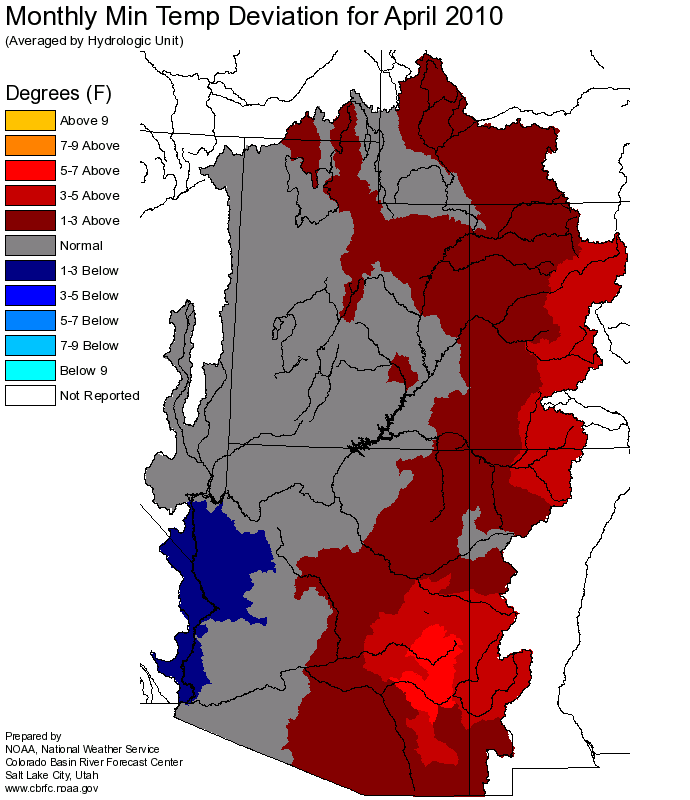 Monthly Min Temp Deviation for April 2010
(Averaged by Hydrologic Unit)
Degrees (F)
Above 9
7-9 Above
5-7 Above
3-5 Above
1-3 Above
Normal
1-3 Below
3-5 Below
5-7 Below
7-9 Below
Below 9
Not Reported
Prepared by
NOAA, National Weather Service
Colorado Basin River Forecast Center
Salt Lake City, Utah
www.cbrfc.noaa.gov